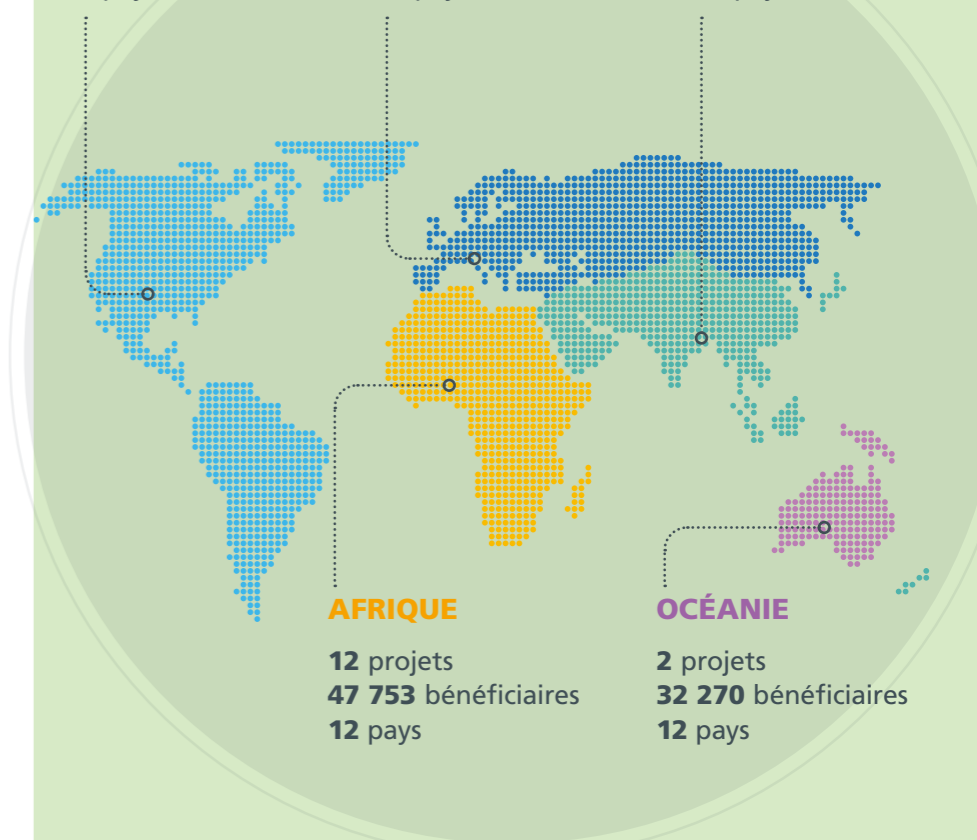 AFRIQUE
12 projets
47 753 bénéficiaires
12 pays
OCÉANIE
2 projets
32 270 bénéficiaires
12 pays